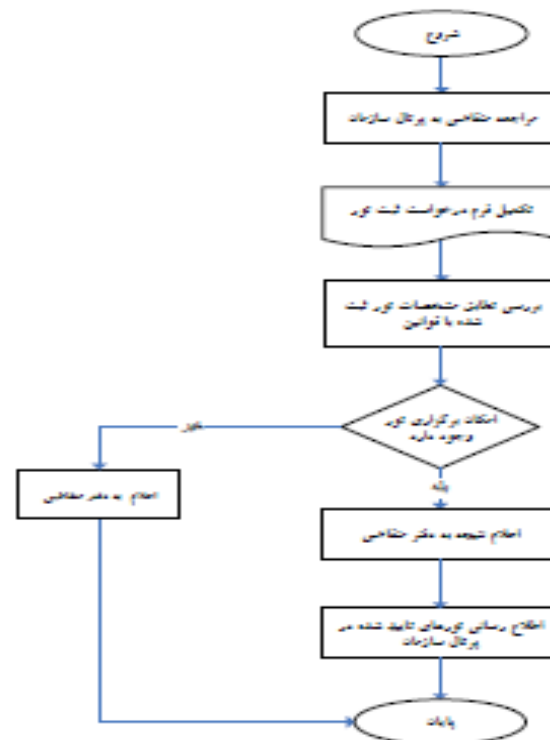 شروع
مراجعه متقاضی به پرتال سازمان
تکمیل فرم درخواست ثبت تور
بررسی تطابق مشخصات تور ثبت
شده با قوانین
امکان برگزاری تور
وجود دارد
خیر
بله
اعلام به دفتر متقاضی
اعلام نتیجه به دفتر متقاضی
اطلاع رسانی تورهای تایید شده در
پرتال سازمان
پایان